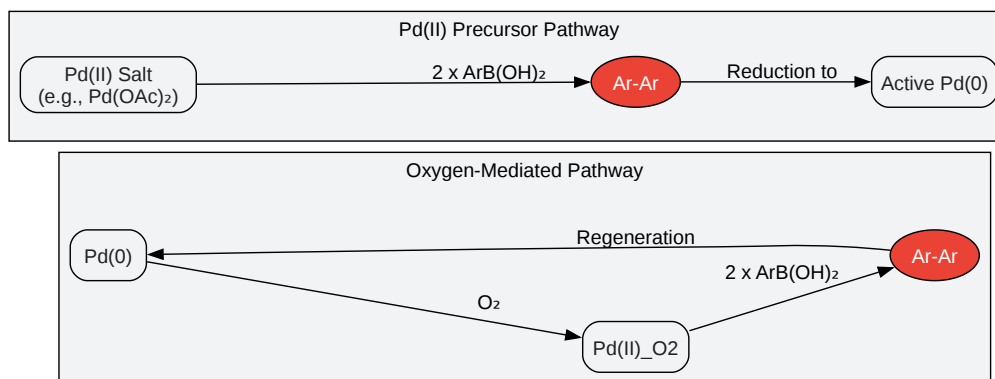 Pd(II) Precursor Pathway
Pd(II) Salt
(e.g., Pd(OAc)₂)
2 x ArB(OH)₂
Ar-Ar
Reduction to
Active Pd(0)
Oxygen-Mediated Pathway
Pd(0)
Regeneration
Ar-Ar
O₂
2 x ArB(OH)₂
Pd(II)_O2